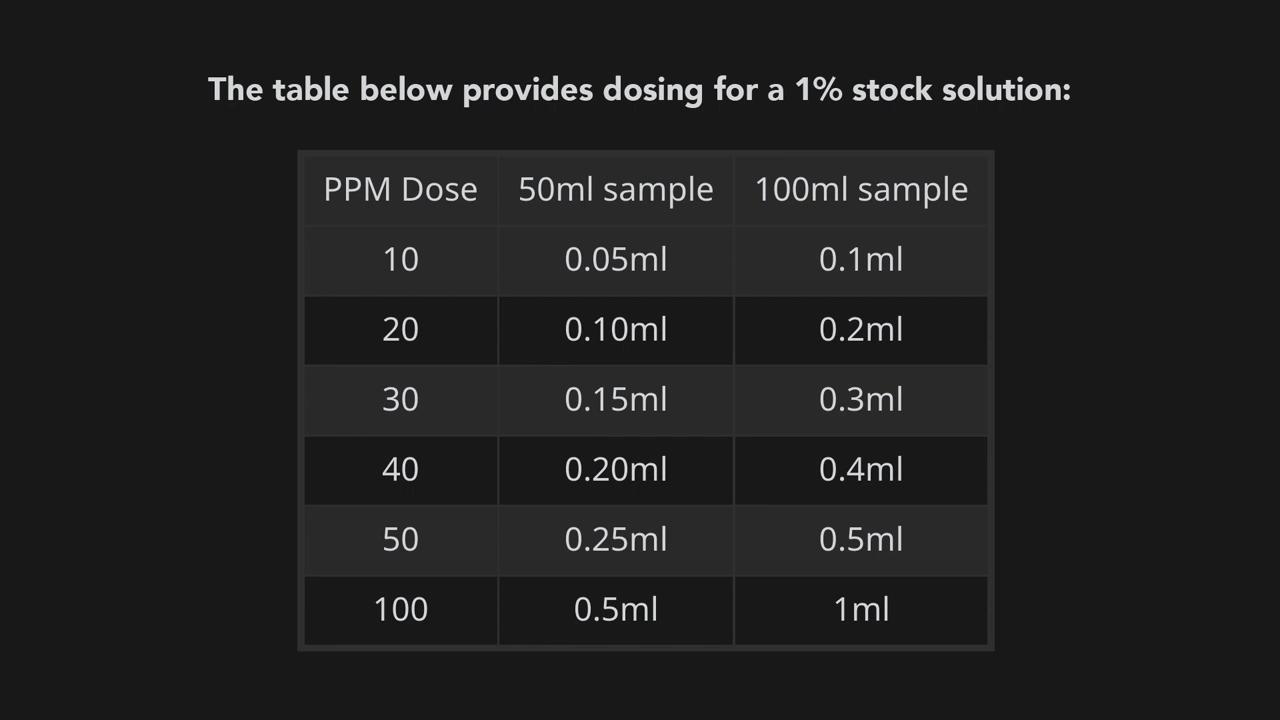 The table below provides dosing for a 1% stock solution:
PPM Dose 50ml sample 100ml sample
10 0.05ml 0.1ml
20 0.10ml 0.2ml
30 0.15ml 0.3ml
40 0.20ml 0.4ml
50 0.25ml 0.5ml
100 0.5ml 1ml